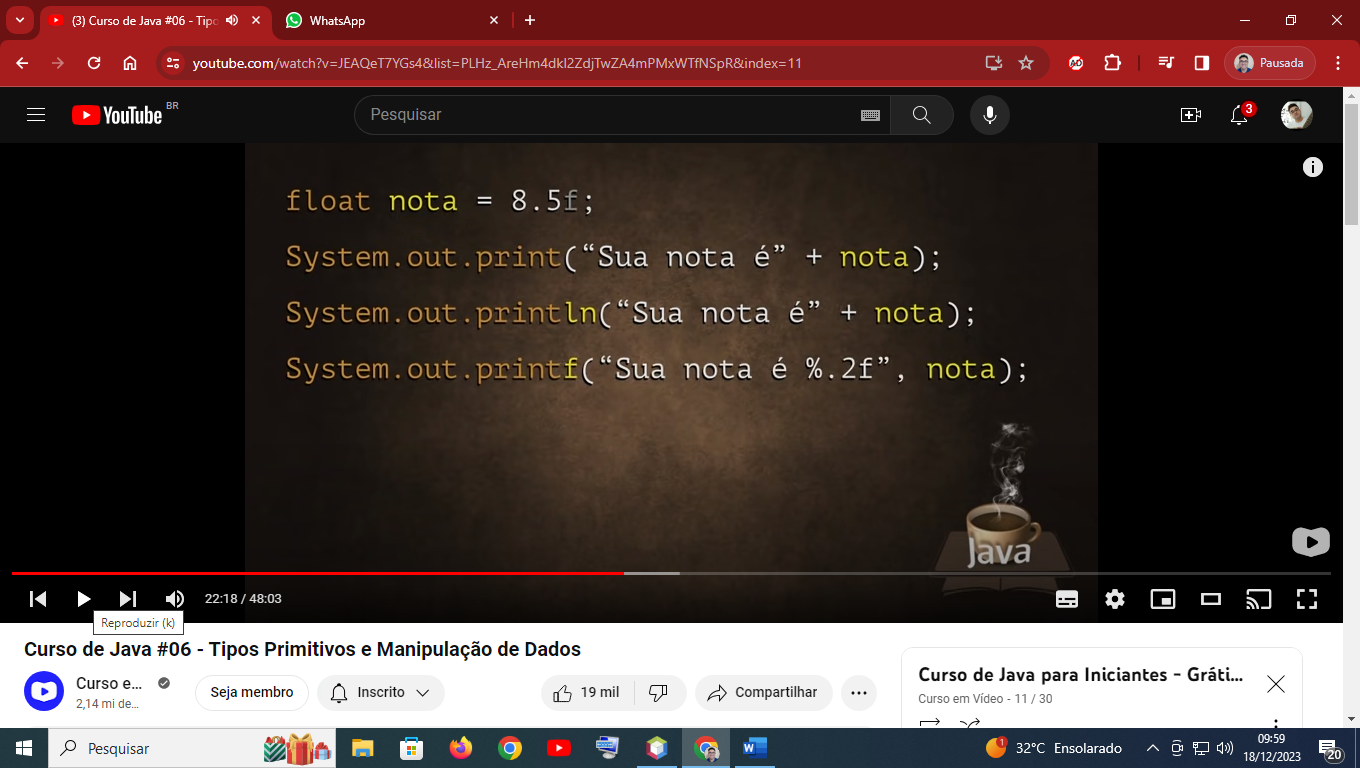 (3) Curso de Java #06 - Tipo
WhatsApp
youtube.com/watch?v=JEAQeT7YGs4&list=PLHz_AreHm4dkI2ZdjTwZA4mPMxWTfNSpR&index=11
Pausada
YouTube BR
Pesquisar
3
float nota = 8.5f;
System.out.print(“Sua nota é” + nota);
System.out.println(“Sua nota é” + nota);
System.out.printf(“Sua nota é %.2f”, nota);
Java
22:18 / 48:03
Reproduzir (k)
Curso de Java #06 - Tipos Primitivos e Manipulação de Dados
Curso e...
2,14 mi de...
Seja membro
Inscrito
19 mil
Compartilhar
Curso de Java para Iniciantes - Gráti...
Curso em Vídeo - 11 / 30
Pesquisar
1
32°C Ensolarado
09:59
18/12/2023
20